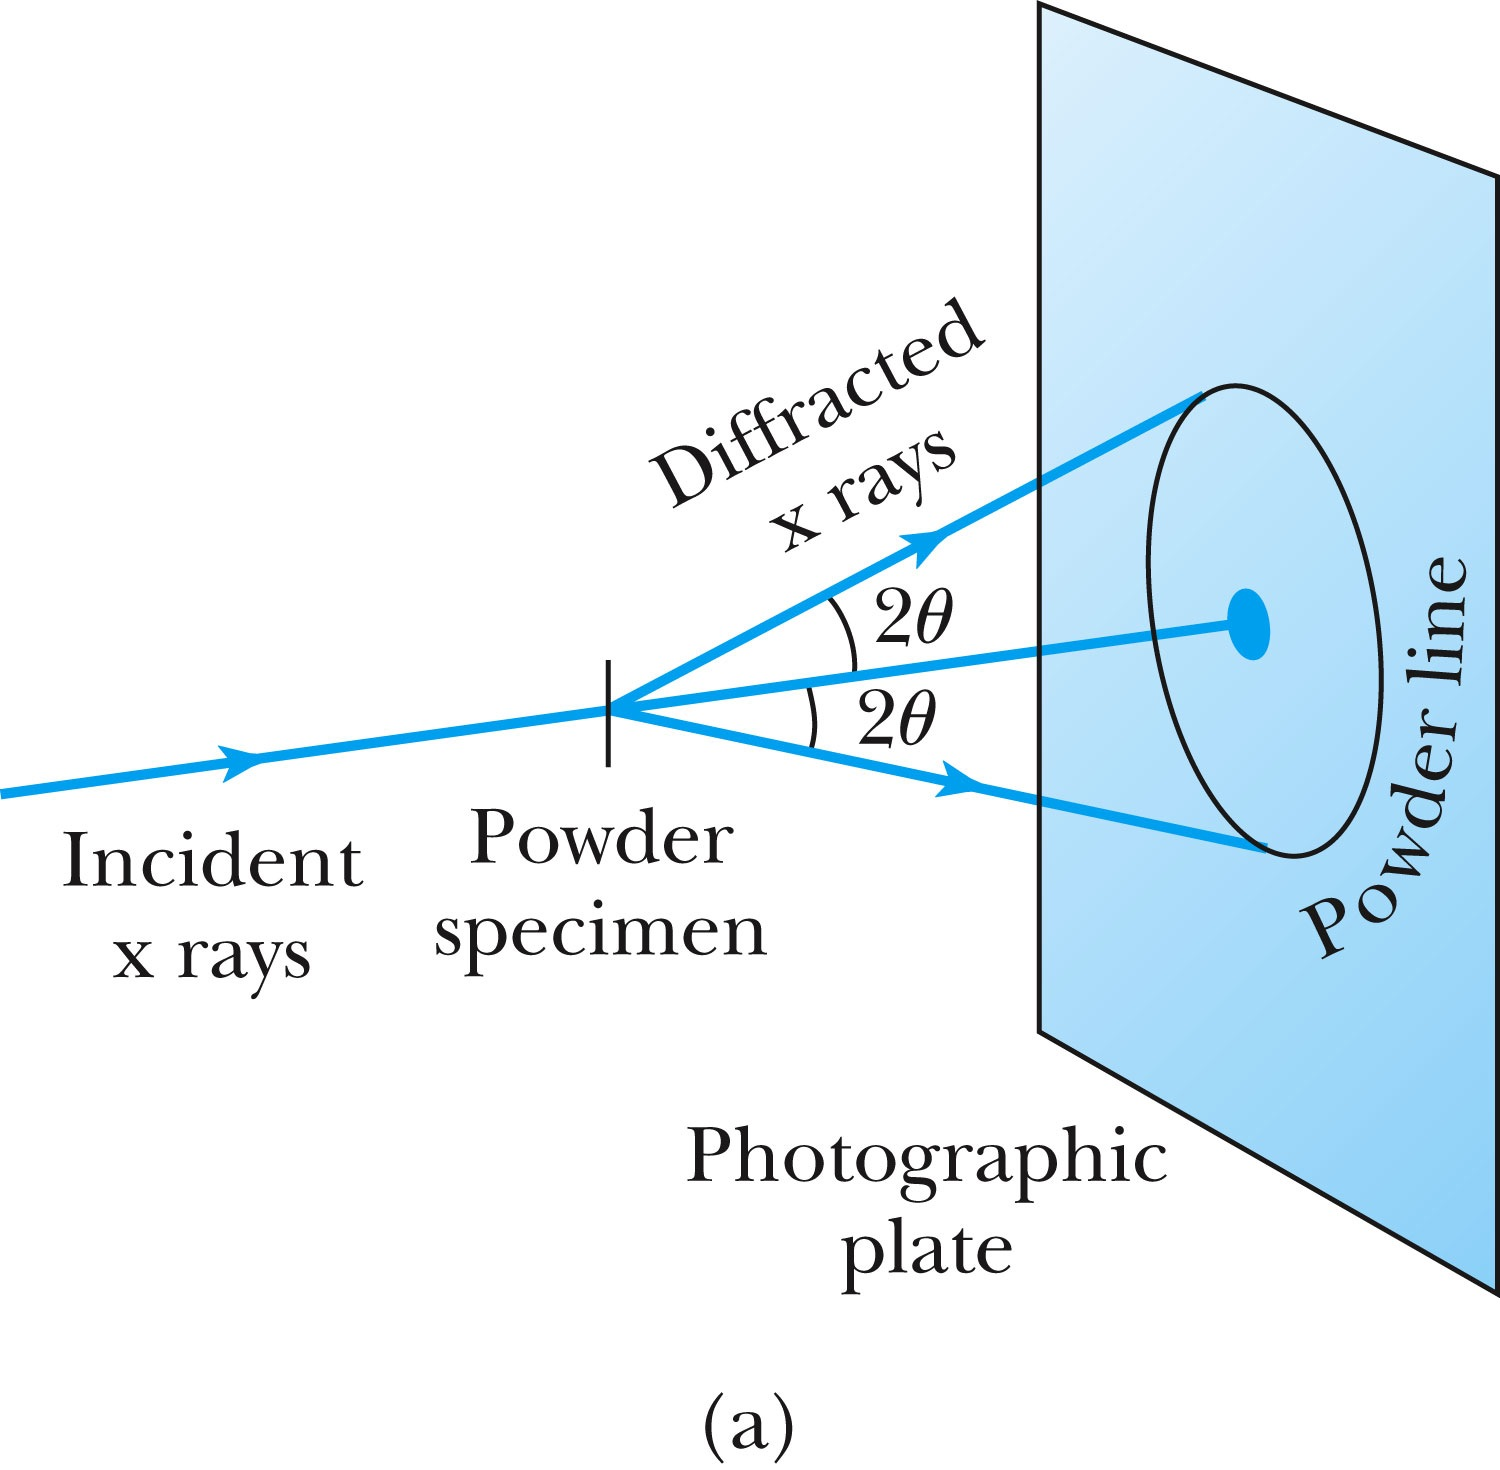 Diffracted
x rays
2θ
2θ
Powder line
Incident
x rays
Powder
specimen
Photographic
plate
(a)